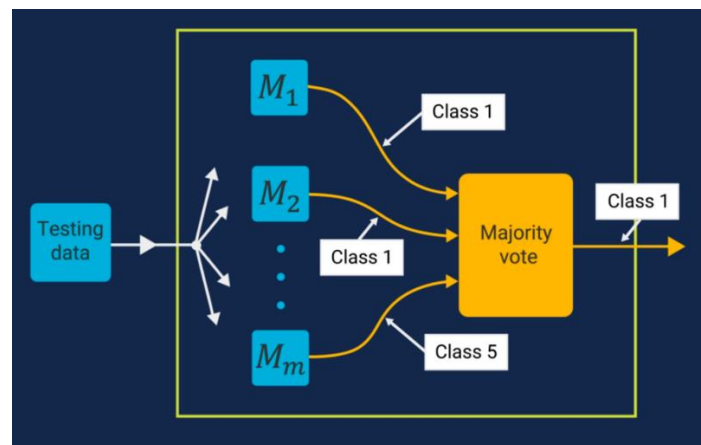 M₁
Class 1
Testing
data
M₂
Class 1
Majority
vote
Class 1
Mₘ
Class 5